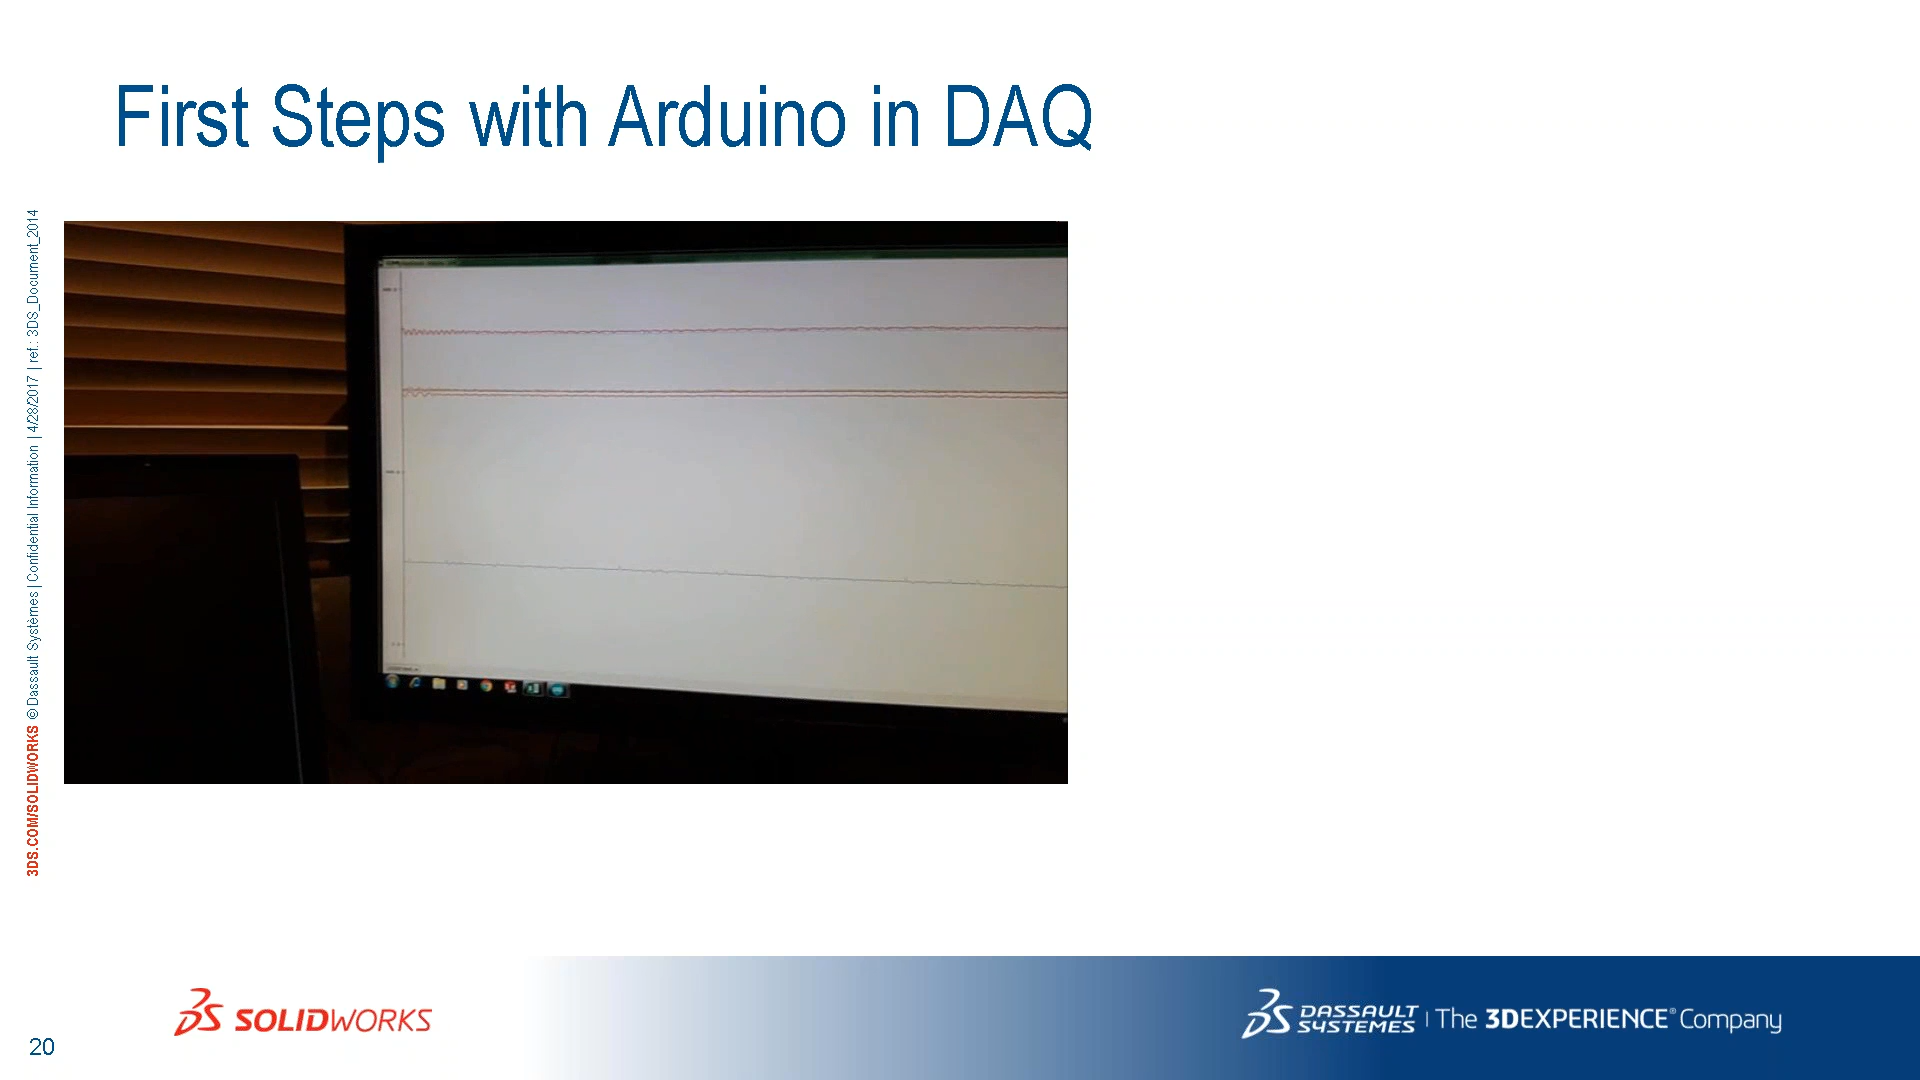 First Steps with Arduino in DAQ
3DS.COM/SOLIDWORKS © Dassault Systèmes | Confidential Information | 4/28/2017 | ref.: 3DS_Document_2014
SOLIDWORKS
DASSAULT SYSTEMES | The 3DEXPERIENCE® Company
20